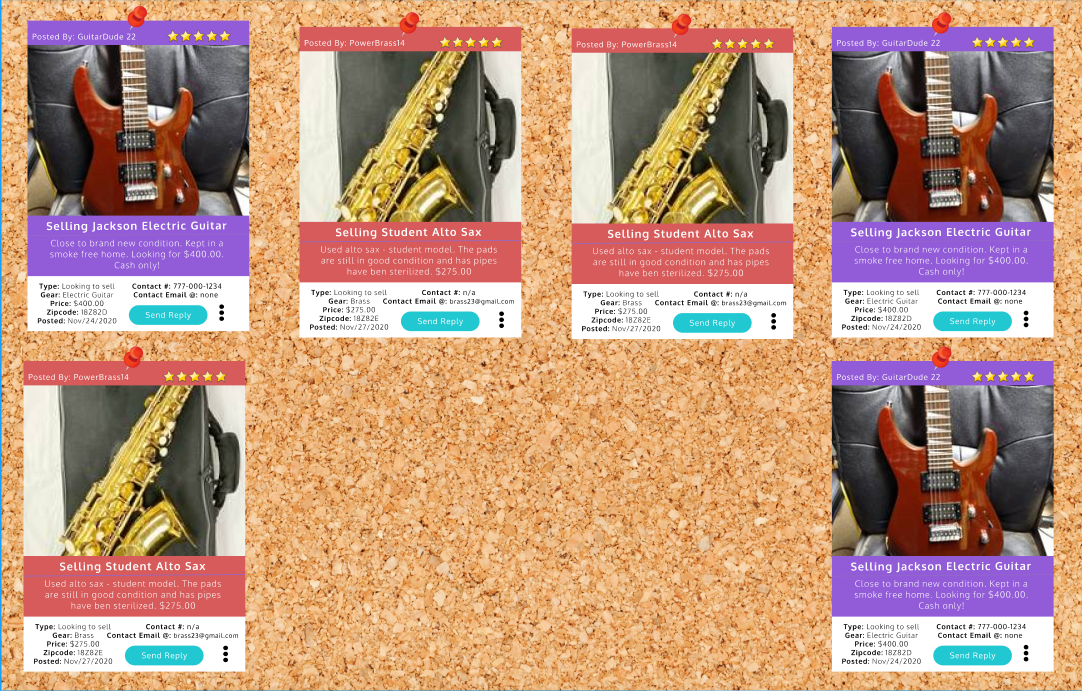 Posted By: GuitarDude 22
Selling Jackson Electric Guitar
Close to brand new condition. Kept in a
smoke free home. Looking for $400.00.
Cash only!
Type: Looking to sell
Gear: Electric Guitar
Price: $400.00
Zipcode: 18Z82D
Posted: Nov/24/2020
Contact #: 777-000-1234
Contact Email @: none
Send Reply
Posted By: PowerBrass14
Selling Student Alto Sax
Used alto sax - student model. The pads
are still in good condition and has pipes
have ben sterilized. $275.00
Type: Looking to sell
Gear: Brass
Price: $275.00
Zipcode: 18Z82E
Posted: Nov/27/2020
Contact #: n/a
Contact Email @: brass23@gmail.com
Send Reply
Posted By: PowerBrass14
Selling Student Alto Sax
Used alto sax - student model. The pads
are still in good condition and has pipes
have ben sterilized. $275.00
Type: Looking to sell
Gear: Brass
Price: $275.00
Zipcode: 18Z82E
Posted: Nov/27/2020
Contact #: n/a
Contact Email @: brass23@gmail.com
Send Reply
Posted By: GuitarDude 22
Selling Jackson Electric Guitar
Close to brand new condition. Kept in a
smoke free home. Looking for $400.00.
Cash only!
Type: Looking to sell
Gear: Electric Guitar
Price: $400.00
Zipcode: 18Z82D
Posted: Nov/24/2020
Contact #: 777-000-1234
Contact Email @: none
Send Reply
Posted By: PowerBrass14
Selling Student Alto Sax
Used alto sax - student model. The pads
are still in good condition and has pipes
have ben sterilized. $275.00
Type: Looking to sell
Gear: Brass
Price: $275.00
Zipcode: 18Z82E
Posted: Nov/27/2020
Contact #: n/a
Contact Email @: brass23@gmail.com
Send Reply
Posted By: GuitarDude 22
Selling Jackson Electric Guitar
Close to brand new condition. Kept in a
smoke free home. Looking for $400.00.
Cash only!
Type: Looking to sell
Gear: Electric Guitar
Price: $400.00
Zipcode: 18Z82D
Posted: Nov/24/2020
Contact #: 777-000-1234
Contact Email @: none
Send Reply